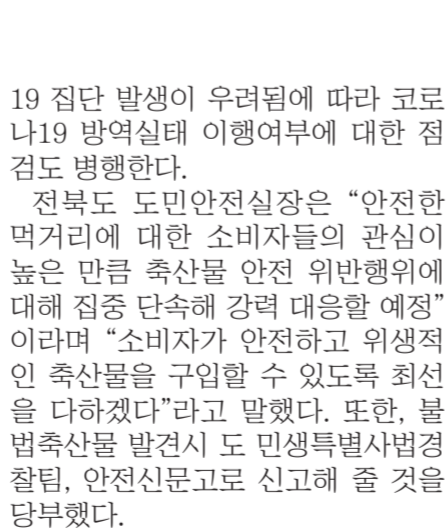 19 집단 발생이 우려됨에 따라 코로
나19 방역실태 이행여부에 대한 점
검도 병행한다.
전북도 도민안전실장은 “안전한
먹거리에 대한 소비자들의 관심이
높은 만큼 축산물 안전 위반행위에
대해 집중 단속해 강력 대응할 예정”
이라며 “소비자가 안전하고 위생적
인 축산물을 구입할 수 있도록 최선
을 다하겠다”라고 말했다. 또한, 불
법축산물 발견시 도 민생특별사법경
찰팀, 안전신문고로 신고해 줄 것을
당부했다.